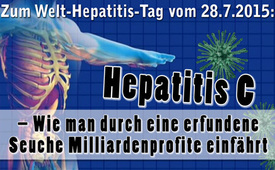 Zum Welt-Hepatitis-Tag vom 28.7.2015:
Hepatitis C
– Wie man durch eine erfundene
Seuche Milliardenprofite einfährt